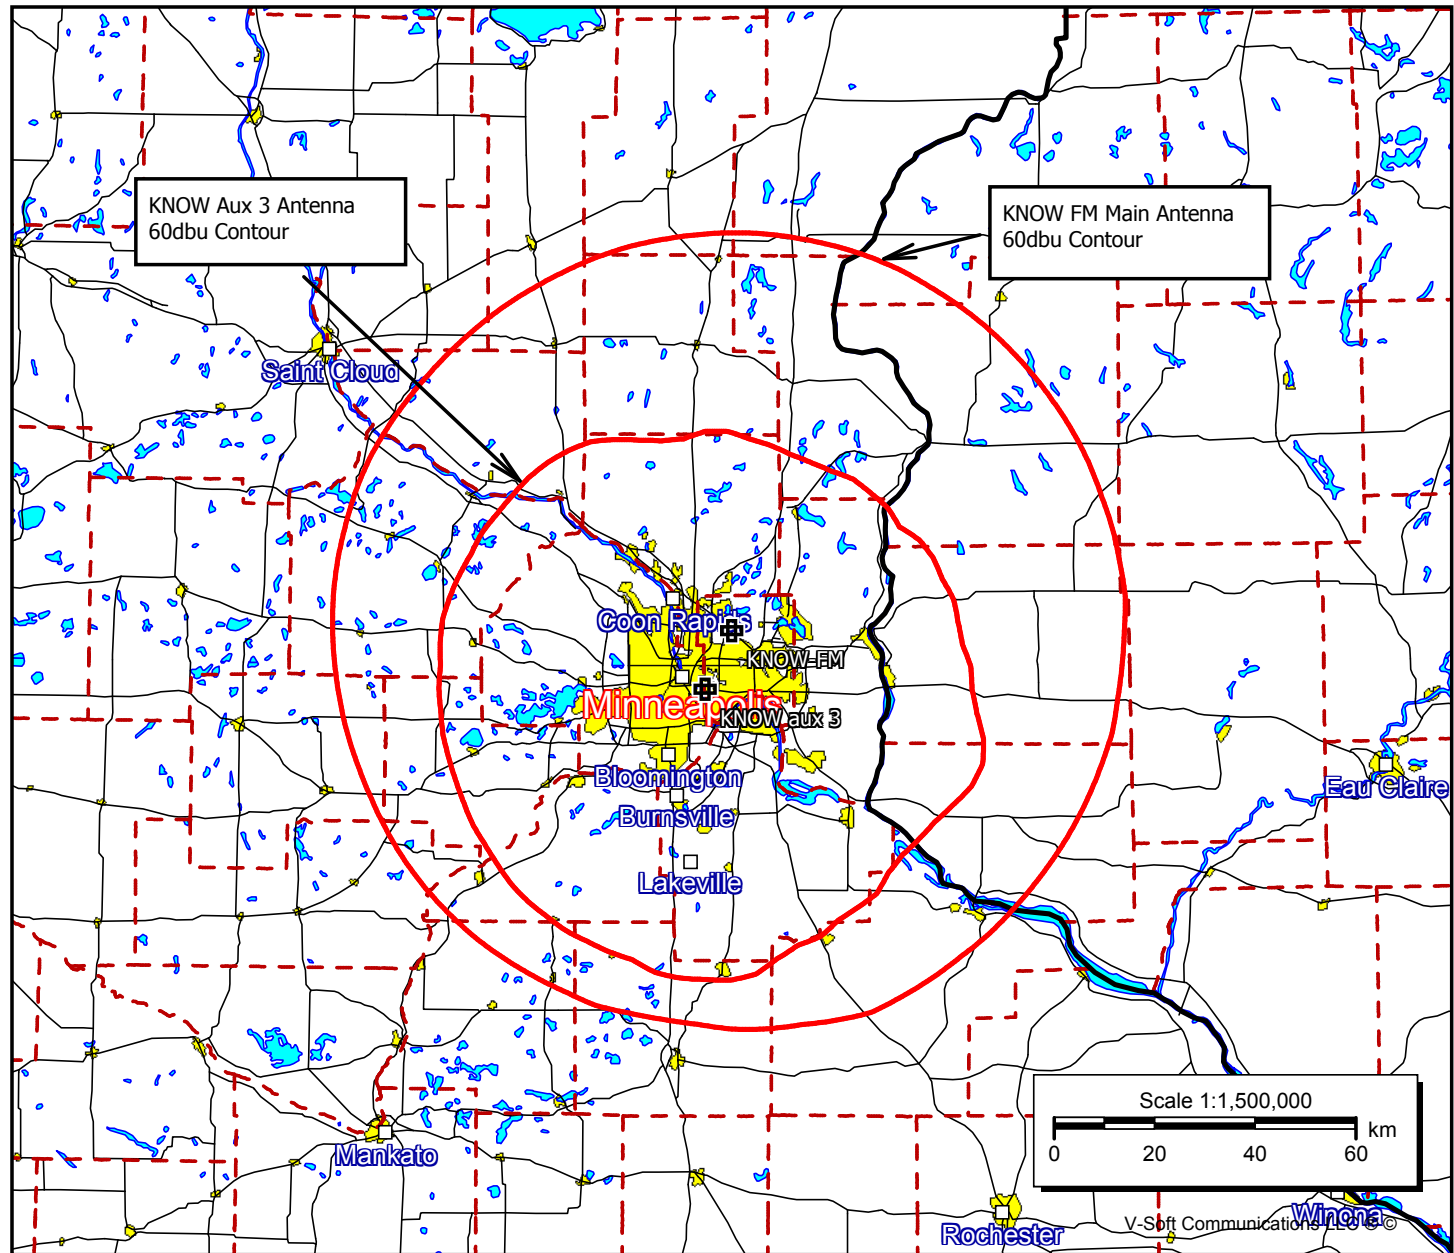 KNOW Aux 3 Antenna
60dbu Contour
KNOW FM Main Antenna
60dbu Contour
Saint Cloud
Coon Rapids
KNOW-FM
Minneapolis
KNOW aux 3
Bloomington
Burnsville
Eau Claire
Lakeville
Scale 1:1,500,000
km
0 20 40 60
Mankato
Rochester
Winona
V-Soft Communications LLC ® ©